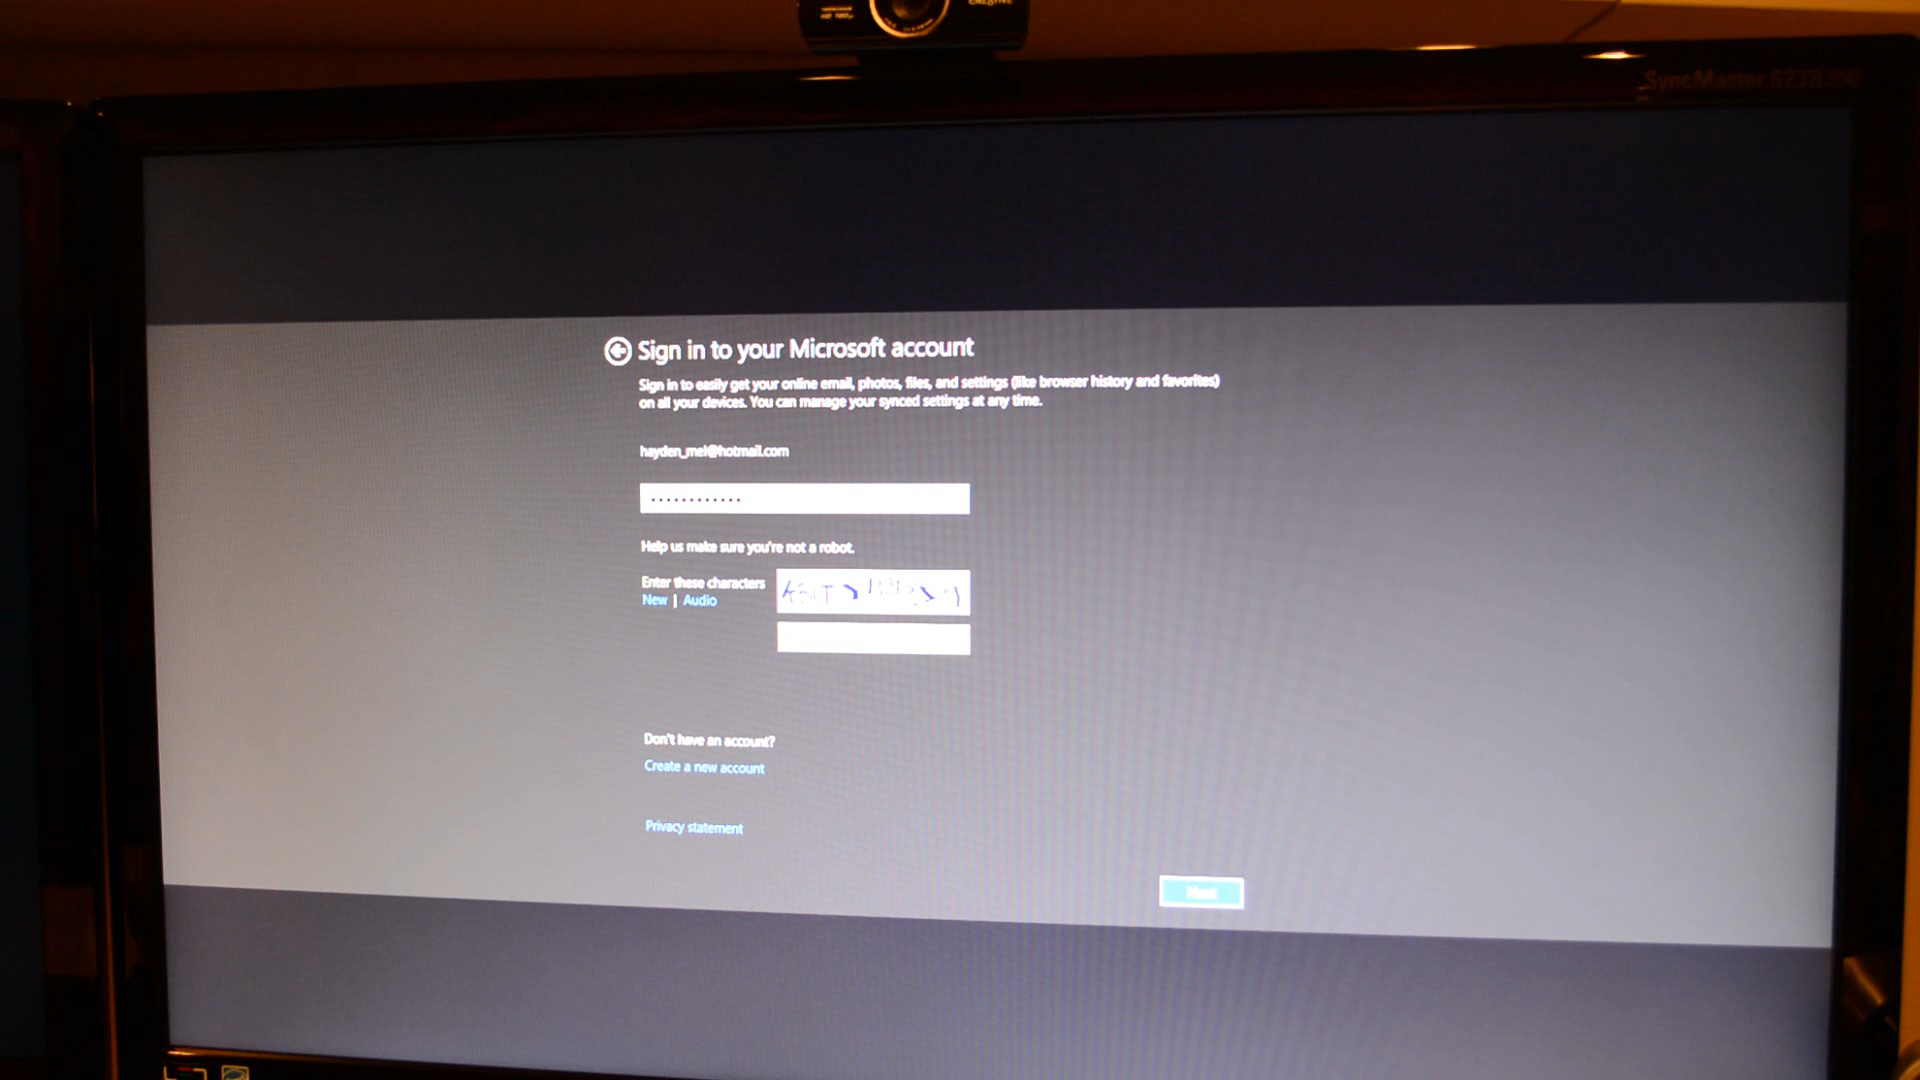 CREATIVE
SyncMaster
Sign in to your Microsoft account
Sign in to easily get your online email, photos, files, and settings (like browser history and favorites)
on all your devices. You can manage your synced settings at any time.
hayden_mel@hotmail.com
Help us make sure you're not a robot.
Enter these characters
New | Audio
Don't have an account?
Create a new account
Privacy statement
Next